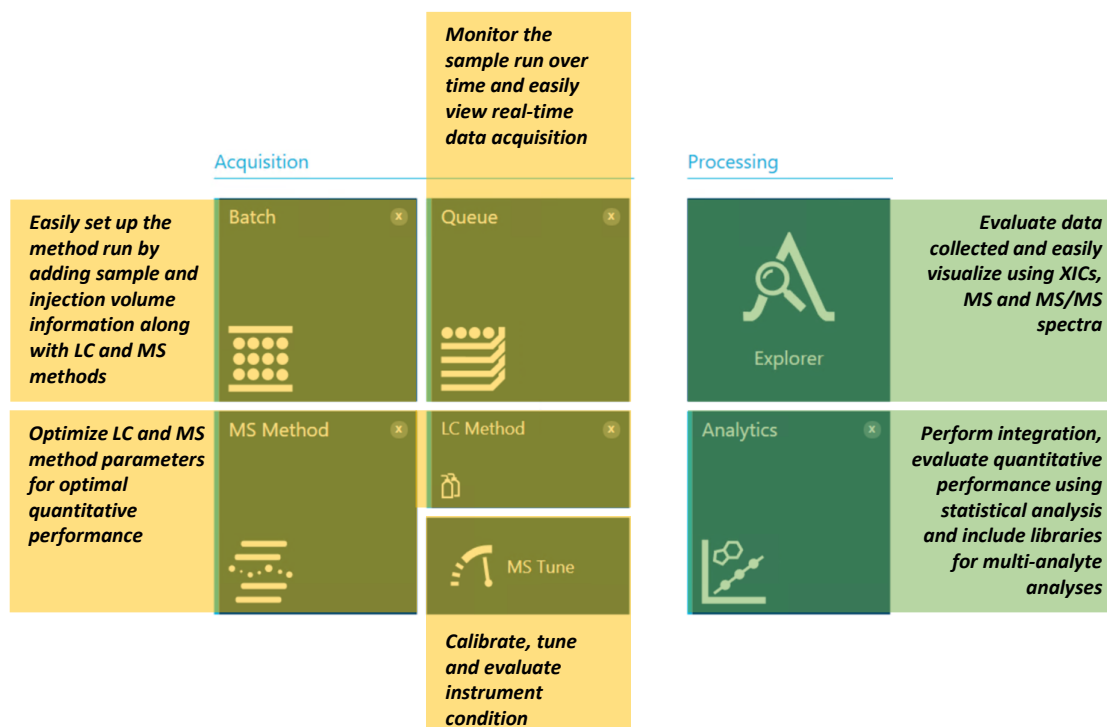 Monitor the
sample run over
time and easily
view real-time
data acquisition
Acquisition
Processing
Easily set up the
method run by
adding sample and
injection volume
information along
with LC and MS
methods
Batch
x
Queue
x
Explorer
Evaluate data
collected and easily
visualize using XICs,
MS and MS/MS
spectra
Optimize LC and MS
method parameters
for optimal
quantitative
performance
MS Method
x
LC Method
x
MS Tune
Analytics
x
Perform integration,
evaluate quantitative
performance using
statistical analysis
and include libraries
for multi-analyte
analyses
Calibrate, tune
and evaluate
instrument
condition